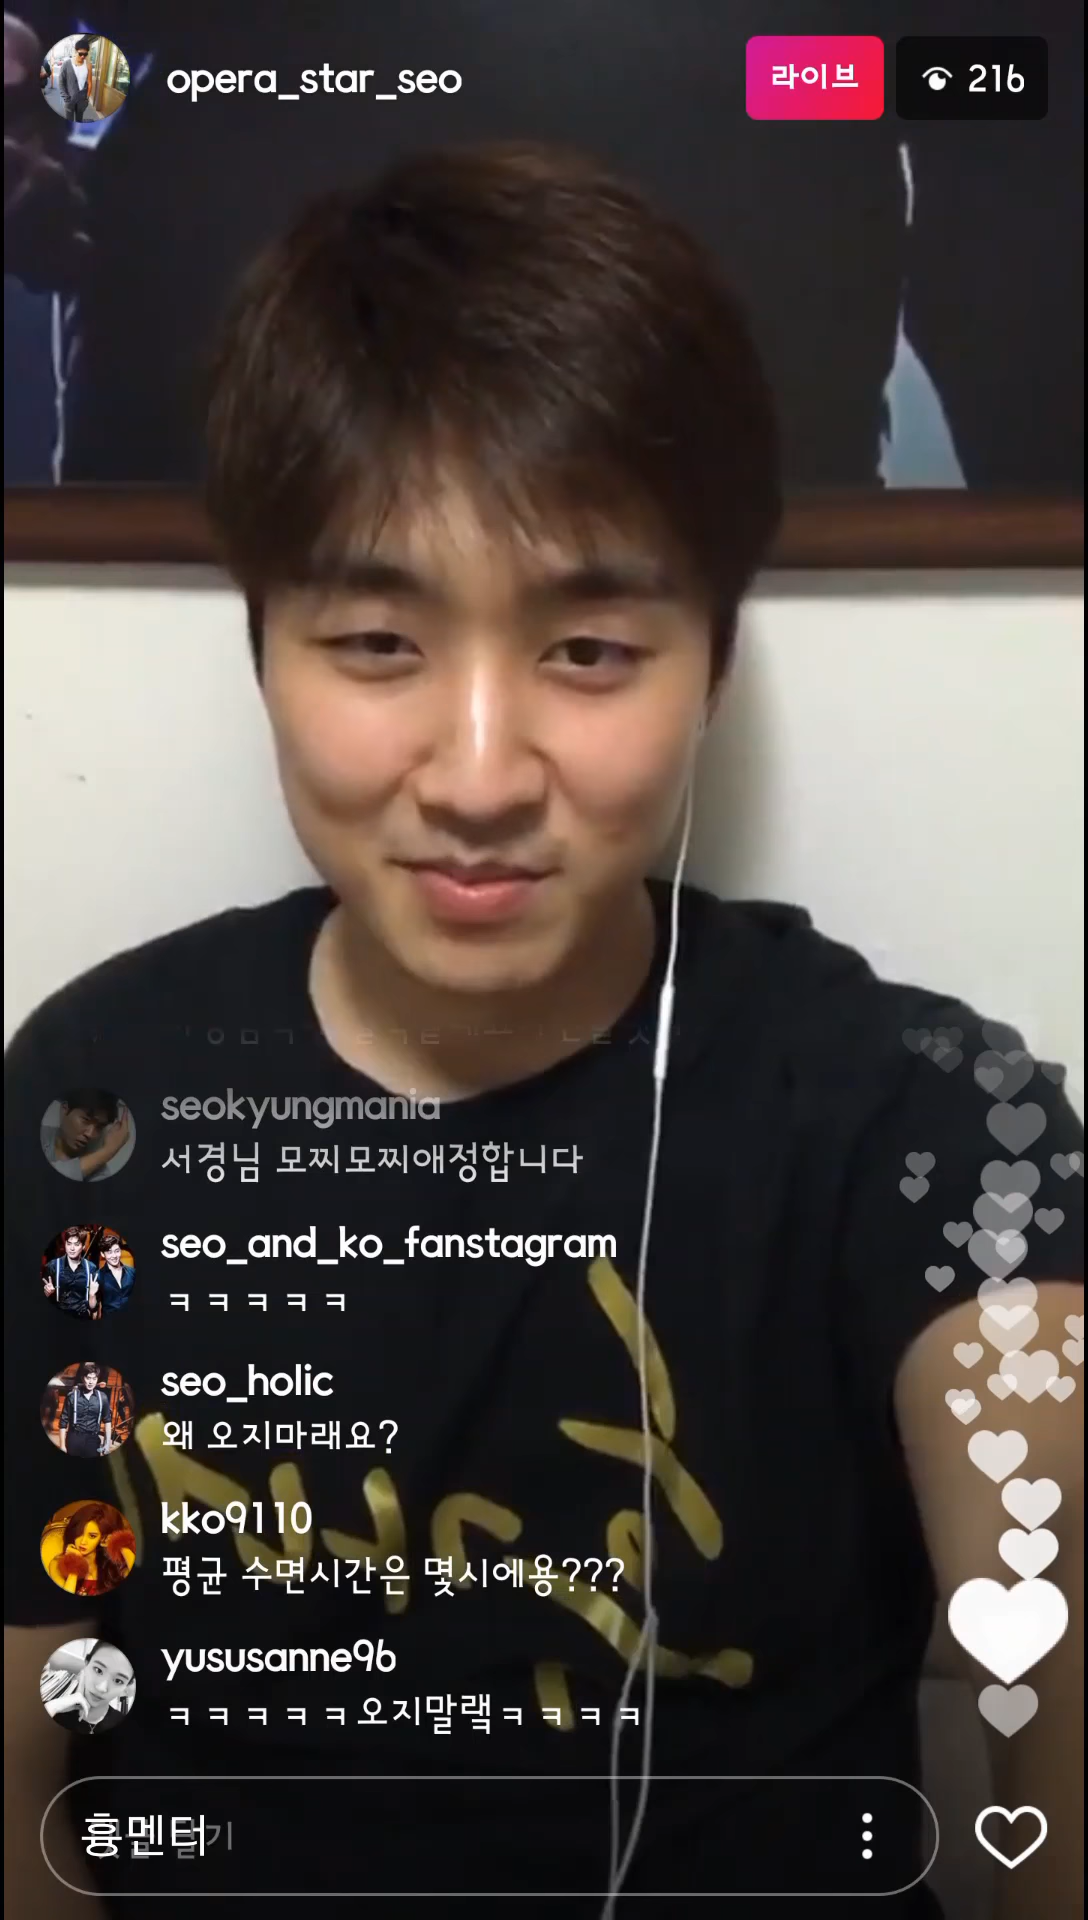 opera_star_seo
라이브
216
seokyungmania
서경님 모찌모찌애정합니다
seo_and_ko_fanstagram
ㅋㅋㅋㅋㅋ
seo_holic
왜 오지마래요?
kko9110
평균 수면시간은 몇시에용???
yususanne96
ㅋㅋㅋㅋㅋ오지말랰ㅋㅋㅋㅋ
흥멘터